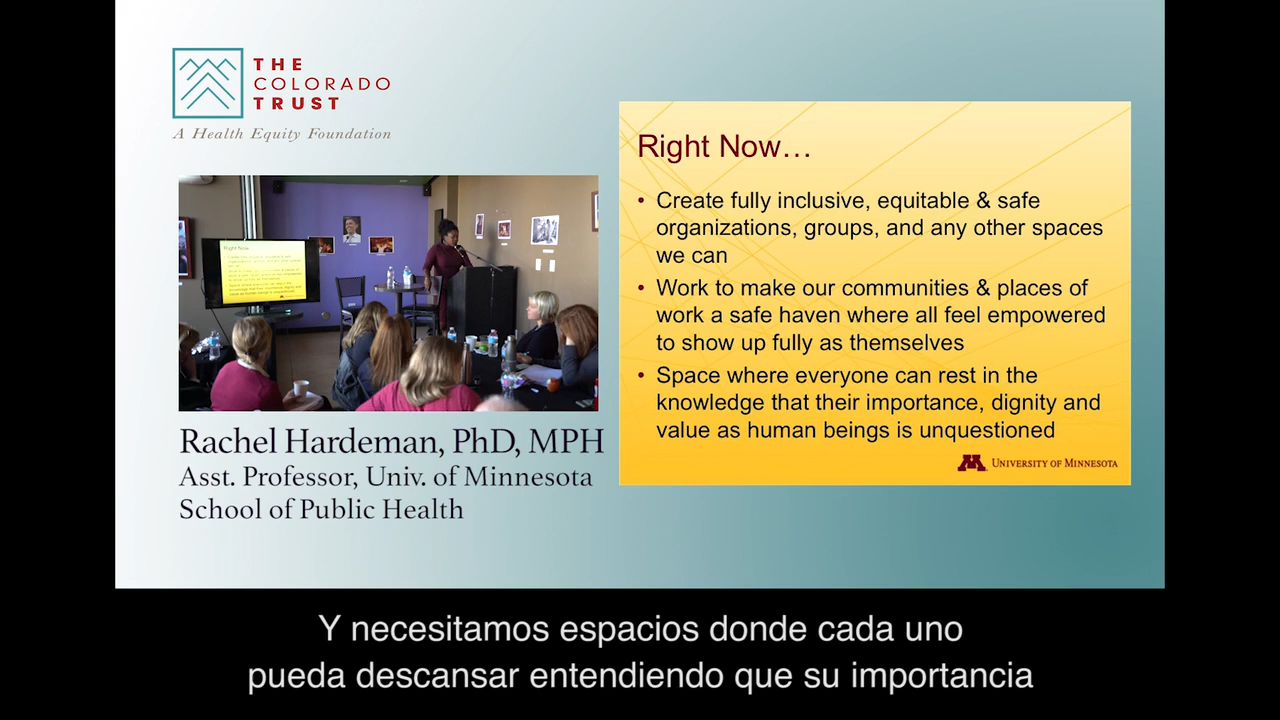 THE
COLORADO
TRUST
A Health Equity Foundation
Right Now…
• Create fully inclusive, equitable & safe
organizations, groups, and any other spaces
we can
• Work to make our communities & places of
work a safe haven where all feel empowered
to show up fully as themselves
• Space where everyone can rest in the
knowledge that their importance, dignity and
value as human beings is unquestioned
UNIVERSITY OF MINNESOTA
Right Now...
Rachel Hardeman, PhD, MPH
Asst. Professor, Univ. of Minnesota
School of Public Health
Y necesitamos espacios donde cada uno
pueda descansar entendiendo que su importancia